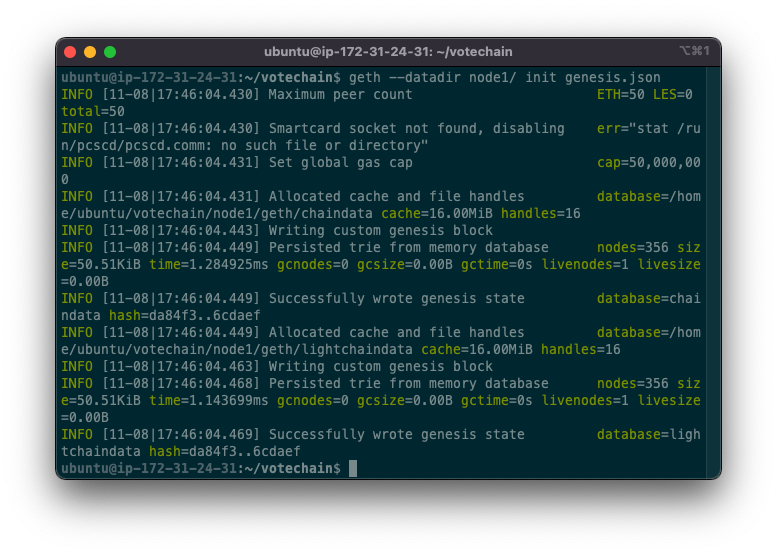 ubuntu@ip-172-31-24-31: ~/votechain
⌥⌘1
ubuntu@ip-172-31-24-31:~/votechain$ geth --datadir node1/ init genesis.json
INFO [11-08|17:46:04.430] Maximum peer count                       ETH=50 LES=0
total=50
INFO [11-08|17:46:04.430] Smartcard socket not found, disabling    err="stat /ru
n/pcscd/pcscd.comm: no such file or directory"
INFO [11-08|17:46:04.431] Set global gas cap                       cap=50,000,00
0
INFO [11-08|17:46:04.431] Allocated cache and file handles         database=/hom
e/ubuntu/votechain/node1/geth/chaindata cache=16.00MiB handles=16
INFO [11-08|17:46:04.443] Writing custom genesis block
INFO [11-08|17:46:04.449] Persisted trie from memory database      nodes=356 siz
e=50.51KiB time=1.284925ms gcnodes=0 gcsize=0.00B gctime=0s livenodes=1 livesize
=0.00B
INFO [11-08|17:46:04.449] Successfully wrote genesis state         database=chai
ndata hash=da84f3..6cdaef
INFO [11-08|17:46:04.449] Allocated cache and file handles         database=/hom
e/ubuntu/votechain/node1/geth/lightchaindata cache=16.00MiB handles=16
INFO [11-08|17:46:04.463] Writing custom genesis block
INFO [11-08|17:46:04.468] Persisted trie from memory database      nodes=356 siz
e=50.51KiB time=1.143699ms gcnodes=0 gcsize=0.00B gctime=0s livenodes=1 livesize
=0.00B
INFO [11-08|17:46:04.469] Successfully wrote genesis state         database=ligh
tchaindata hash=da84f3..6cdaef
ubuntu@ip-172-31-24-31:~/votechain$